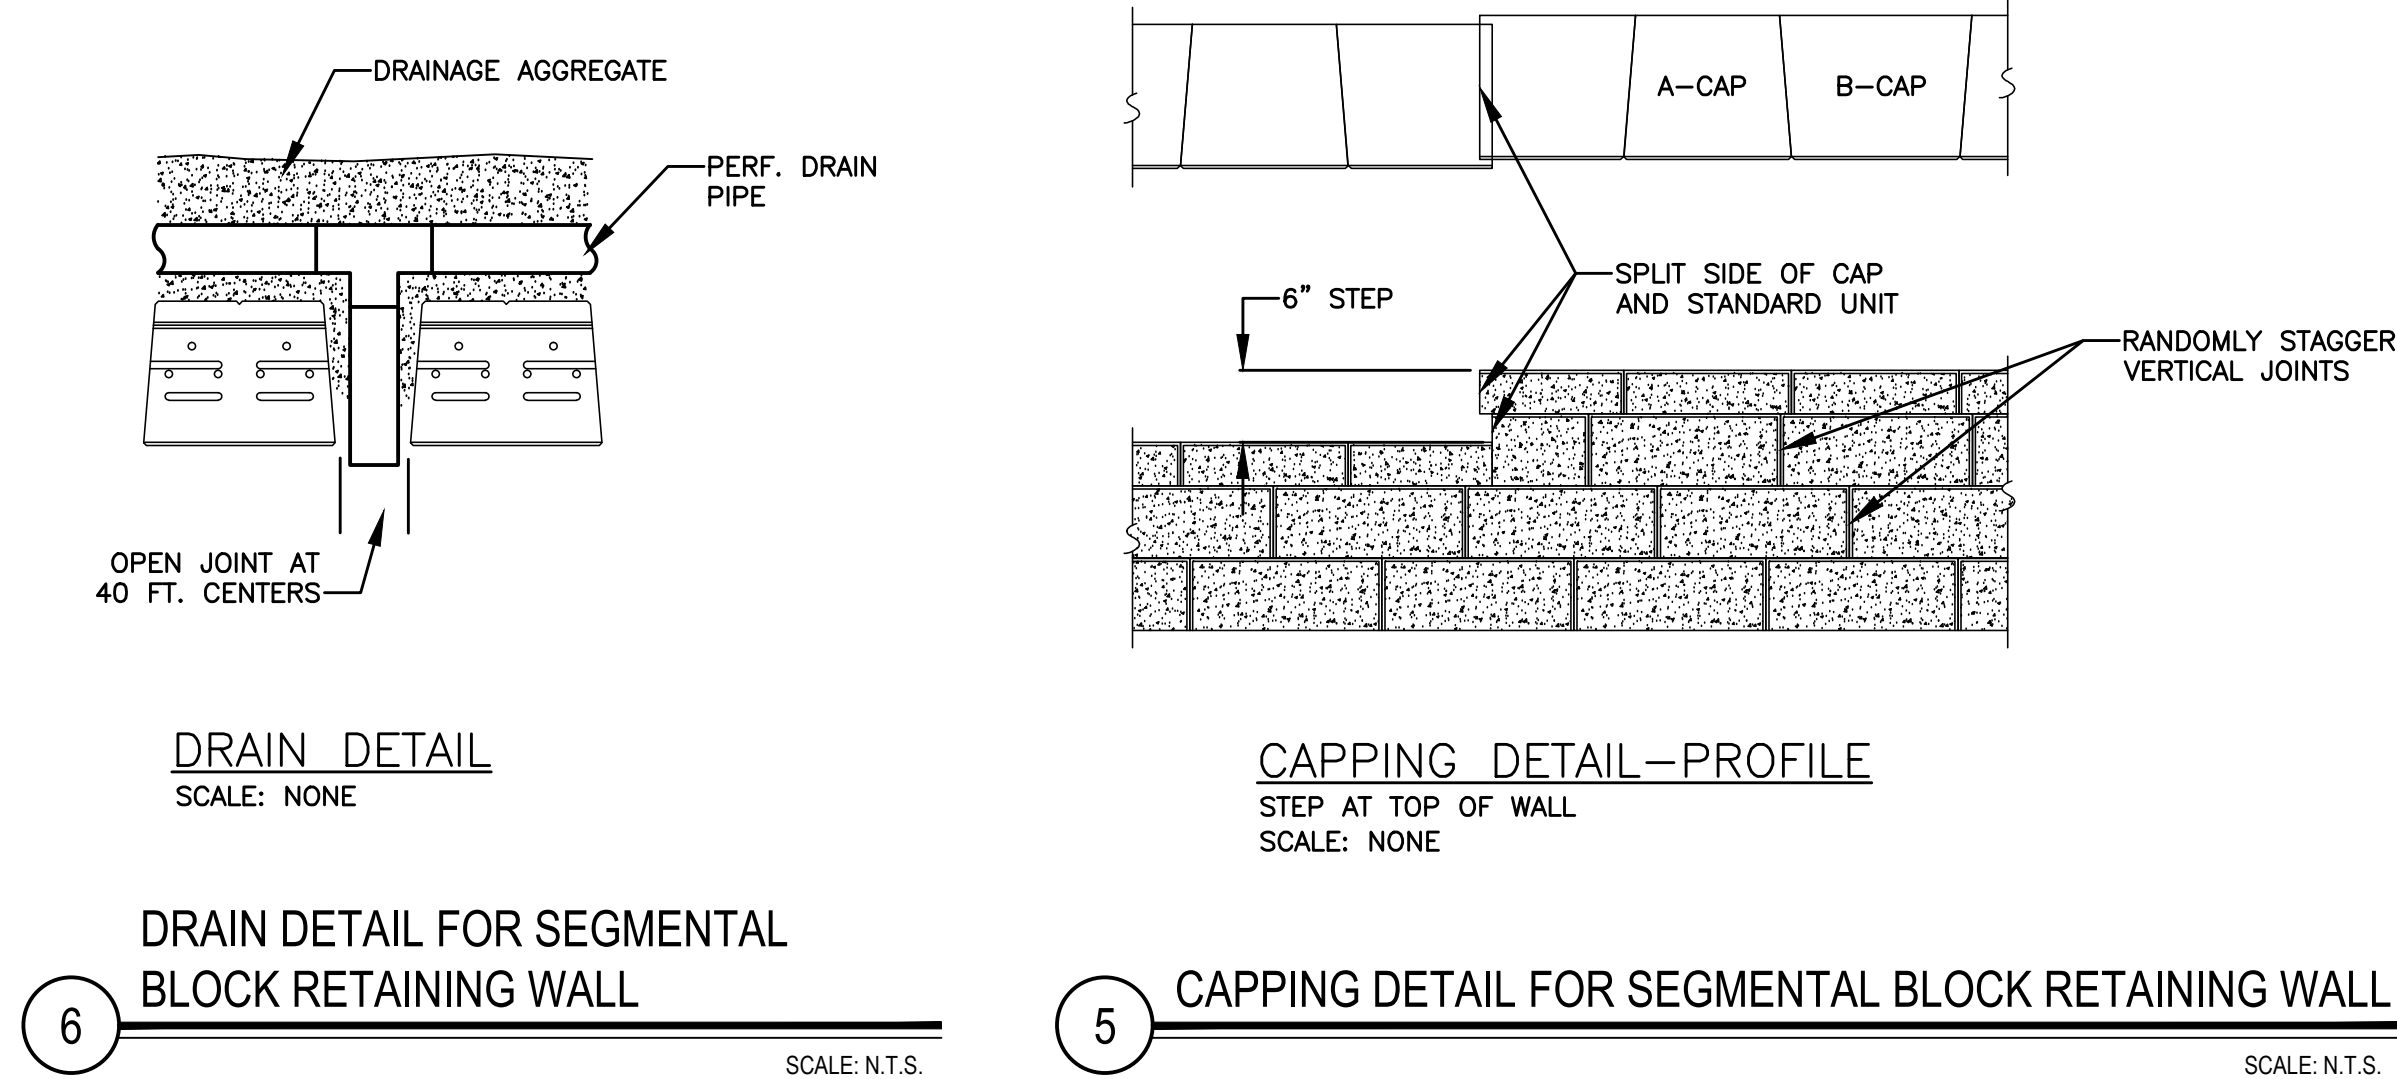 DRAINAGE AGGREGATE
PERF. DRAIN
PIPE
OPEN JOINT AT
40 FT. CENTERS
DRAIN DETAIL
SCALE: NONE
DRAIN DETAIL FOR SEGMENTAL
BLOCK RETAINING WALL
6
SCALE: N.T.S.
A-CAP
B-CAP
SPLIT SIDE OF CAP
AND STANDARD UNIT
6" STEP
RANDOMLY STAGGER
VERTICAL JOINTS
CAPPING DETAIL-PROFILE
STEP AT TOP OF WALL
SCALE: NONE
CAPPING DETAIL FOR SEGMENTAL BLOCK RETAINING WALL
5
SCALE: N.T.S.